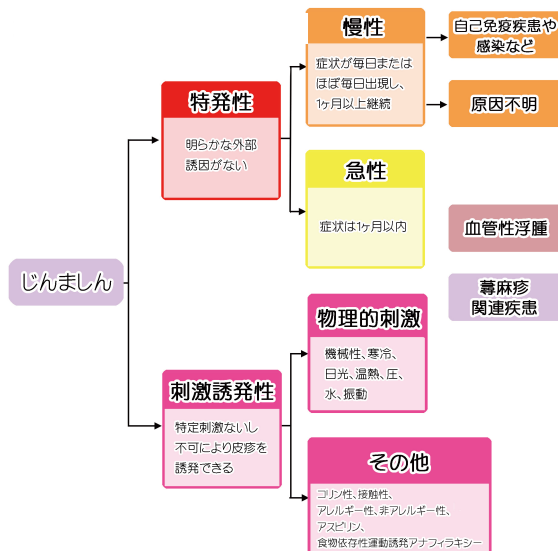 じんましん
特発性
明らかな外部
誘因がない
慢性
症状が毎日または
ほぼ毎日出現し、
1ヶ月以上継続
自己免疫疾患や
感染など
原因不明
急性
症状は1ヶ月以内
刺激誘発性
特定刺激ないし
不可により皮疹を
誘発できる
物理的刺激
機械性、寒冷、
日光、温熱、圧、
水、振動
その他
コリン性、接触性、
アレルギー性、非アレルギー性、
アスピリン、
食物依存性運動誘発アナフィラキシー
血管性浮腫
蕁麻疹
関連疾患